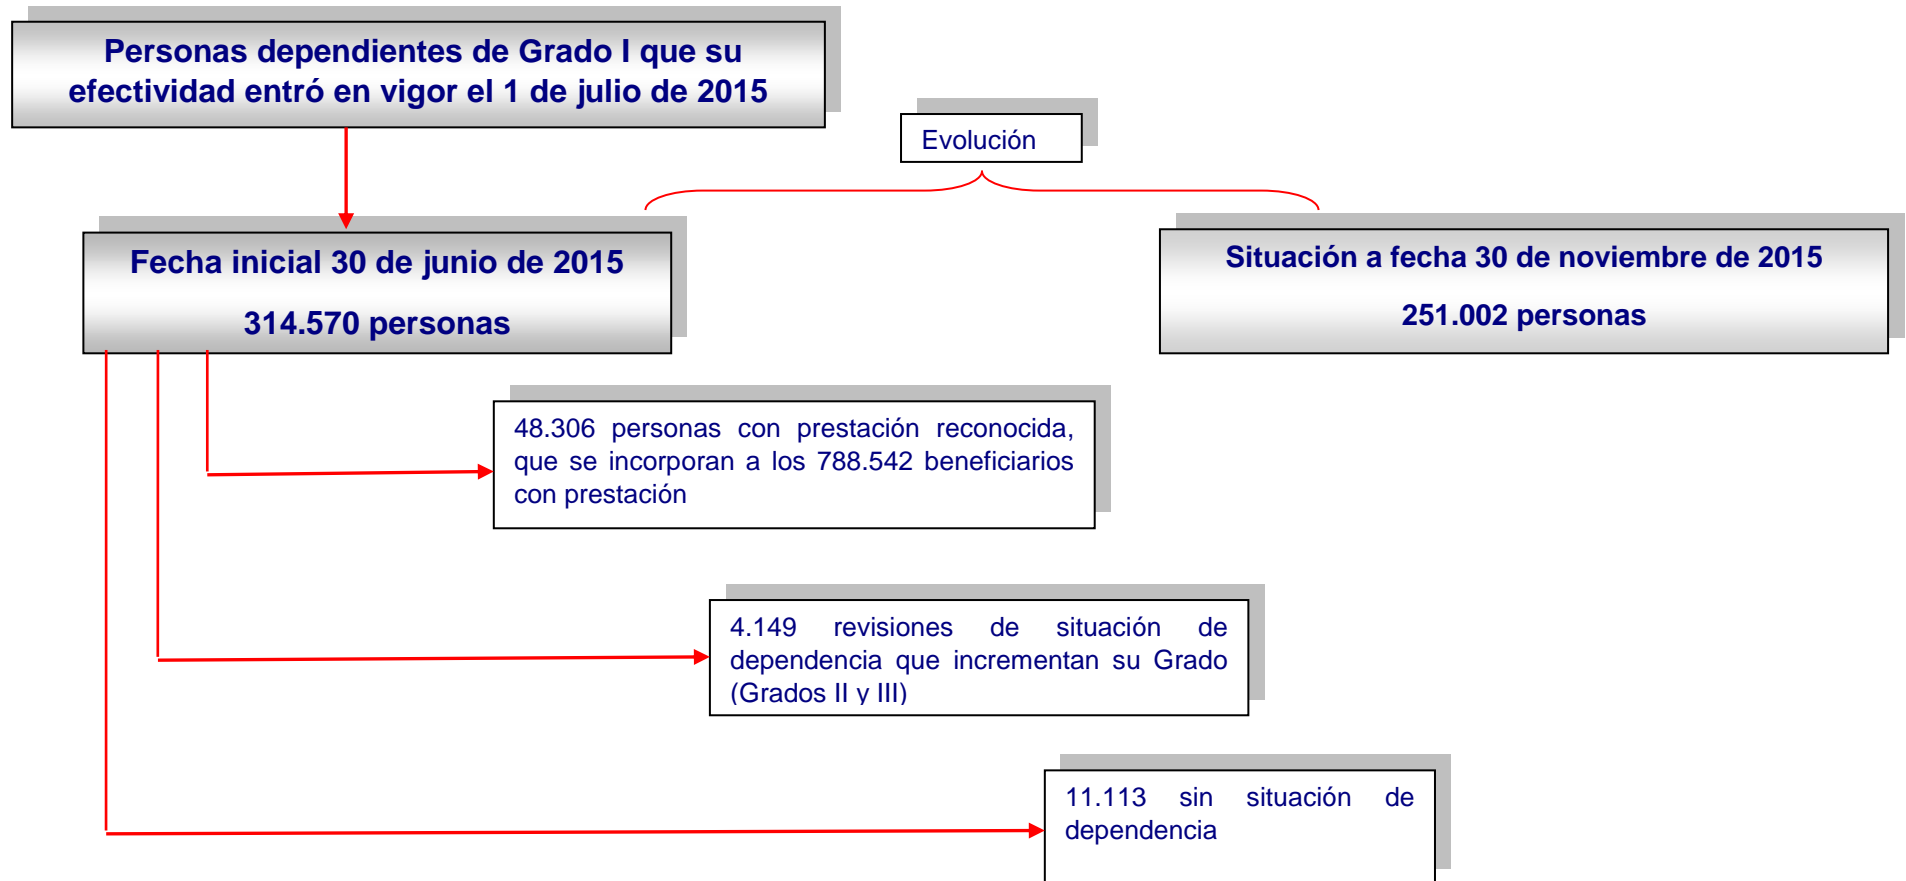 Personas dependientes de Grado I que su
efectividad entró en vigor el 1 de julio de 2015
Evolución
Fecha inicial 30 de junio de 2015
314.570 personas
Situación a fecha 30 de noviembre de 2015
251.002 personas
48.306 personas con prestación reconocida,
que se incorporan a los 788.542 beneficiarios
con prestación
4.149 revisiones de situación de
dependencia que incrementan su Grado
(Grados II y III)
11.113 sin situación de
dependencia